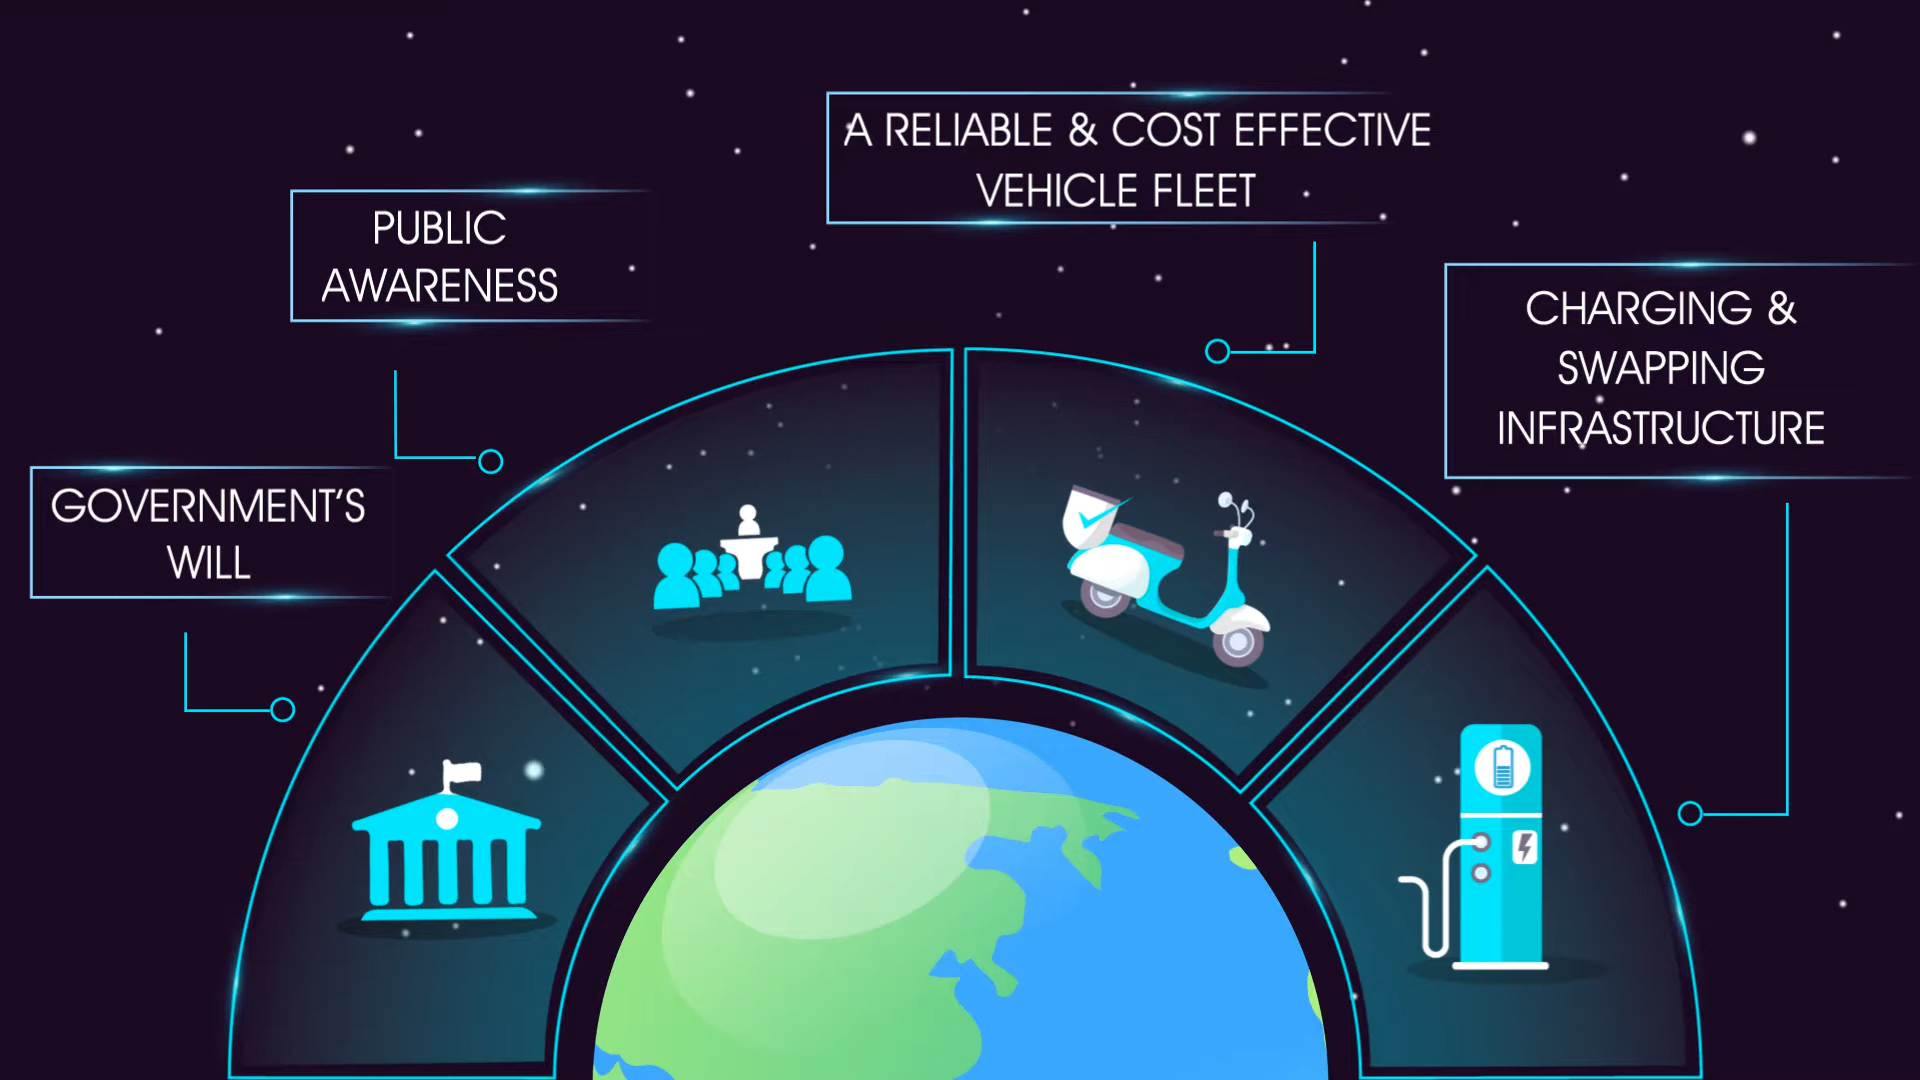 GOVERNMENT'S
WILL
PUBLIC
AWARENESS
A RELIABLE & COST EFFECTIVE
VEHICLE FLEET
CHARGING &
SWAPPING
INFRASTRUCTURE